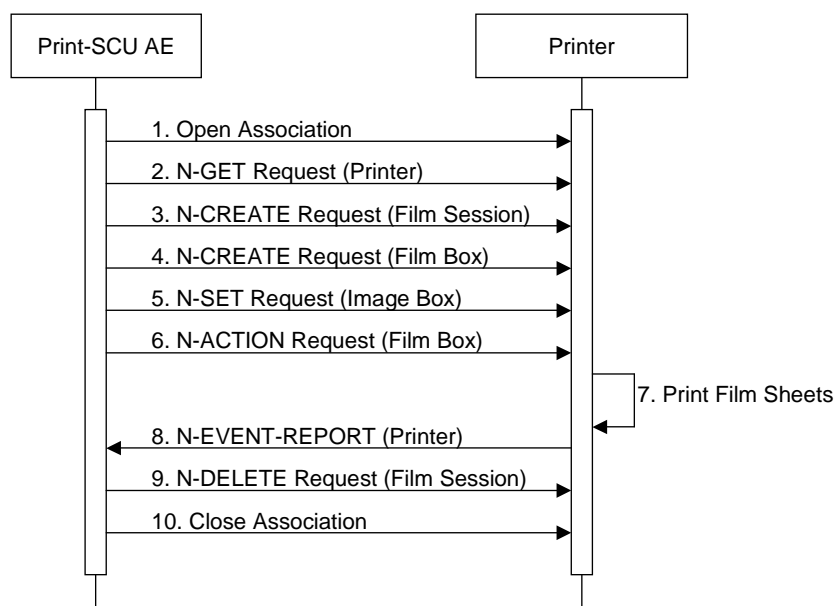 Print-SCU AE
Printer
1. Open Association
2. N-GET Request (Printer)
3. N-CREATE Request (Film Session)
4. N-CREATE Request (Film Box)
5. N-SET Request (Image Box)
6. N-ACTION Request (Film Box)
7. Print Film Sheets
8. N-EVENT-REPORT (Printer)
9. N-DELETE Request (Film Session)
10. Close Association